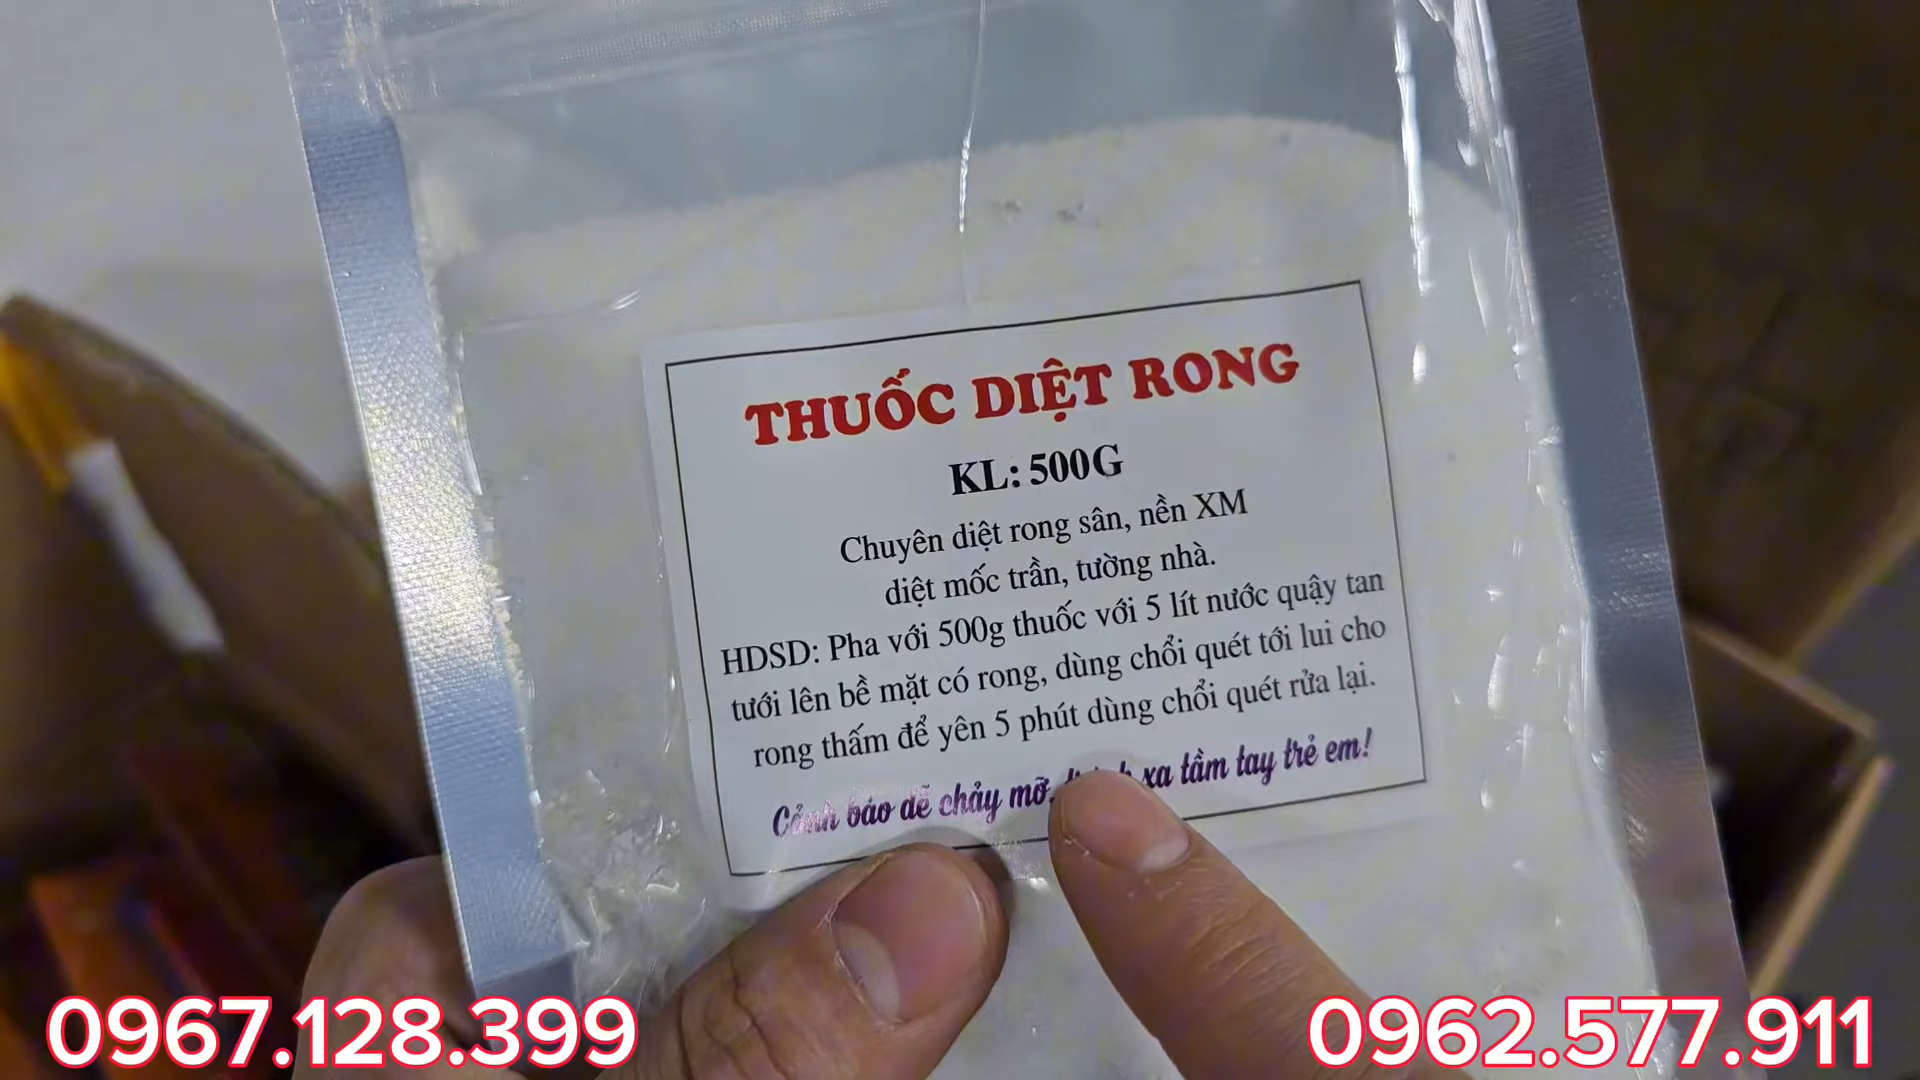 THUỐC DIỆT RONG
KL: 500G
Chuyên diệt rong sân, nền XM
diệt mốc trần, tường nhà.
HDSD: Pha với 500g thuốc với 5 lít nước quậy tan
tưới lên bề mặt có rong, dùng chổi quét tới lui cho
rong thấm để yên 5 phút dùng chổi quét rửa lại.
Cảnh báo dễ chảy mỡ, xa tầm tay trẻ em!
0967.128.399
0962.577.911